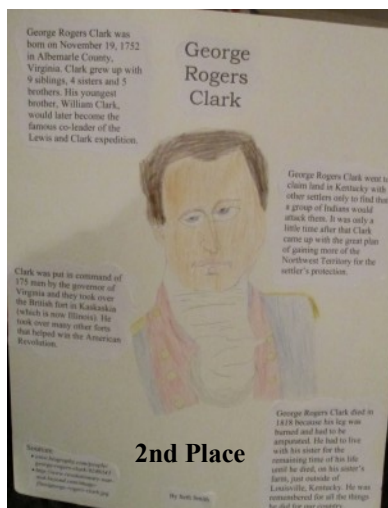 George Rogers Clark was
born on November 19, 1752
in Albemarle County,
Virginia. Clark grew up with
9 siblings, 4 sisters and 5
brothers. His youngest
brother, William Clark,
would later become the
famous co-leader of the
Lewis and Clark expedition.
George
Rogers
Clark
George Rogers Clark went to
claim land in Kentucky with
other settlers only to find that
a group of Indians would
attack them. It was only a
little time after that Clark
came up with the great plan
of gaining more of the
Northwest Territory for the
settler's protection.
Clark was put in command of
175 men by the governor of
Virginia and they took over
the British fort in Kaskaskia
(which is now Illinois). He
took over many other forts
that helped win the American
Revolution.
George Rogers Clark died in
1818 because his leg was
burned and had to be
amputated. He had to live
with his sister for the
remaining time of his life
until he died, on his sister's
farm, just outside of
Louisville, Kentucky. He was
remembered for all the things
he did for our country.
Sources:
2nd Place
By